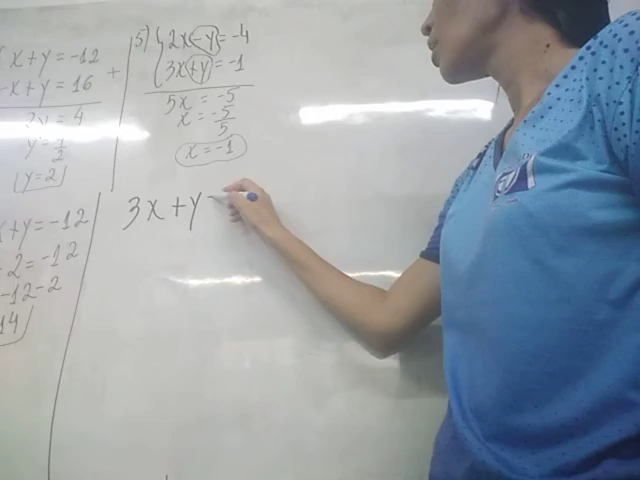 x + y = -12
-x + y = 16
+
2y = 4
y = 4/2
y = 2
x + y = -12
2 = -12
-12 - 2
14
5) 2x - y = -4
3x + y = -1
5x = -5
x = -5/5
x = -1
3x + y